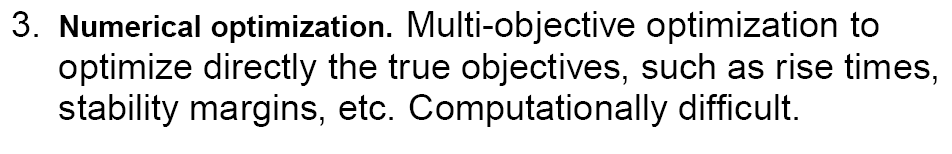 3. Numerical optimization. Multi-objective optimization to
optimize directly the true objectives, such as rise times,
stability margins, etc. Computationally difficult.